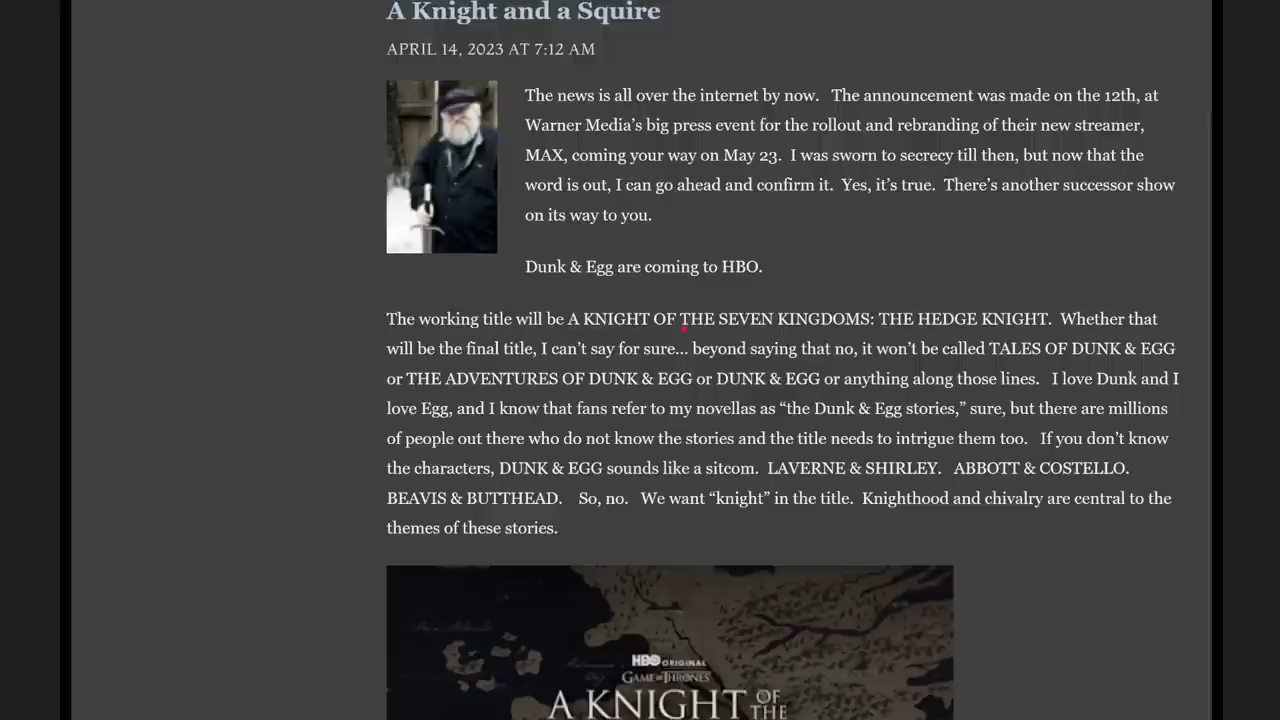 A Knight and a Squire
APRIL 14, 2023 AT 7:12 AM
The news is all over the internet by now.   The announcement was made on the 12th, at
Warner Media’s big press event for the rollout and rebranding of their new streamer,
MAX, coming your way on May 23.  I was sworn to secrecy till then, but now that the
word is out, I can go ahead and confirm it.  Yes, it’s true.  There’s another successor show
on its way to you.
Dunk & Egg are coming to HBO.
The working title will be A KNIGHT OF THE SEVEN KINGDOMS: THE HEDGE KNIGHT.  Whether that
will be the final title, I can’t say for sure… beyond saying that no, it won’t be called TALES OF DUNK & EGG
or THE ADVENTURES OF DUNK & EGG or DUNK & EGG or anything along those lines.   I love Dunk and I
love Egg, and I know that fans refer to my novellas as “the Dunk & Egg stories,” sure, but there are millions
of people out there who do not know the stories and the title needs to intrigue them too.   If you don’t know
the characters, DUNK & EGG sounds like a sitcom.  LAVERNE & SHIRLEY.   ABBOTT & COSTELLO.
BEAVIS & BUTTHEAD.    So, no.   We want “knight” in the title.  Knighthood and chivalry are central to the
themes of these stories.
HBO ORIGINAL
GAME OF THRONES
A KNIGHT OF
THE